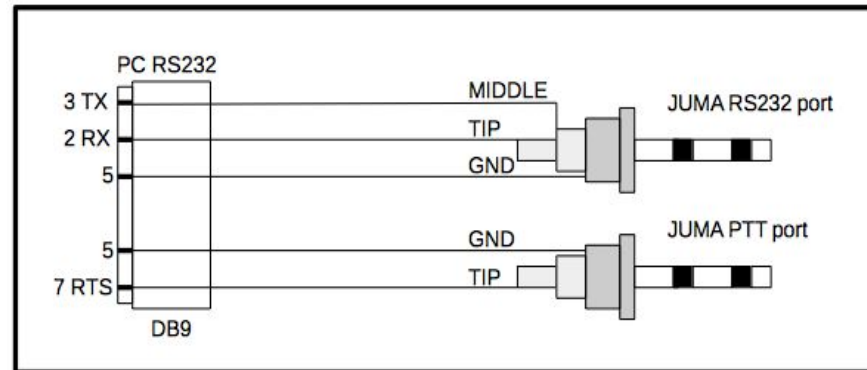 PC RS232
3 TX
MIDDLE
JUMA RS232 port
2 RX
TIP
5
GND
5
GND
JUMA PTT port
7 RTS
TIP
DB9